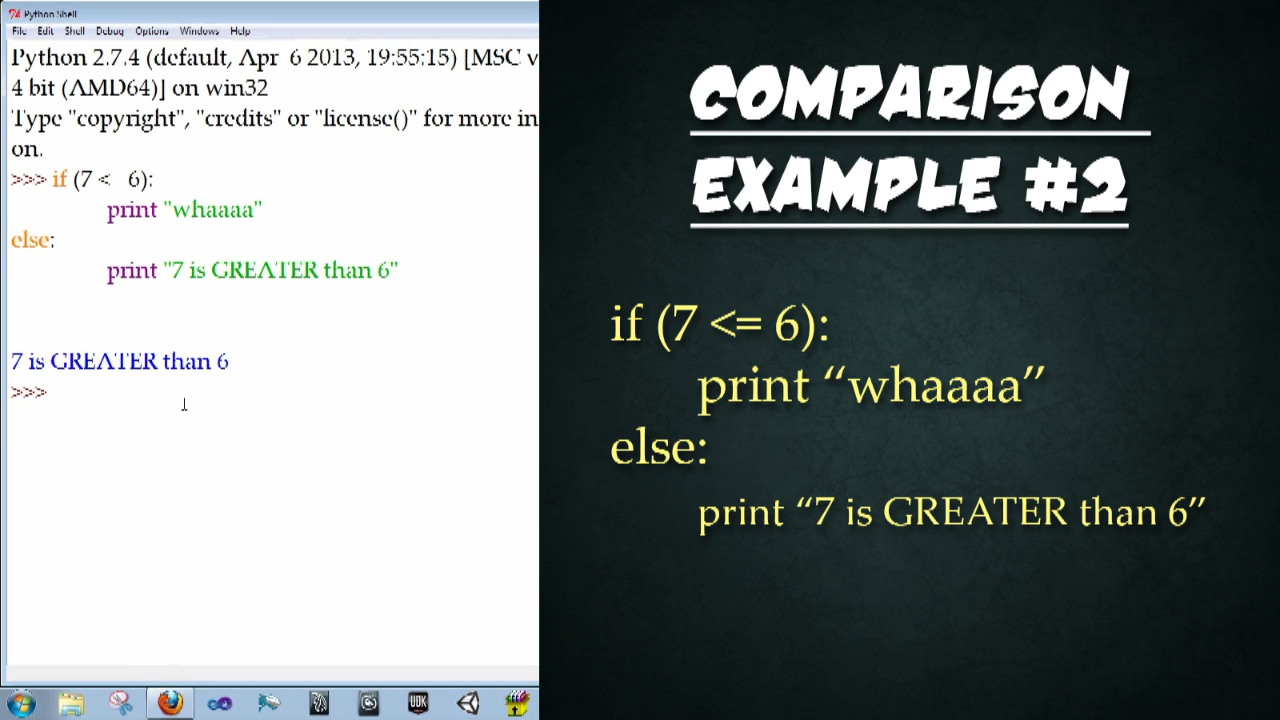 Python Shell
File Edit Shell Debug Options Windows Help
Python 2.7.4 (default, Apr 6 2013, 19:55:15) [MSC v
4 bit (AMD64)] on win32
Type "copyright", "credits" or "license()" for more in
on.
>>> if (7 < 6):
print "whaaaa"
else:
print "7 is GREATER than 6"
7 is GREATER than 6
>>>
UDK
COMPARISON
EXAMPLE #2
if (7 <= 6):
print “whaaaa”
else:
print “7 is GREATER than 6”